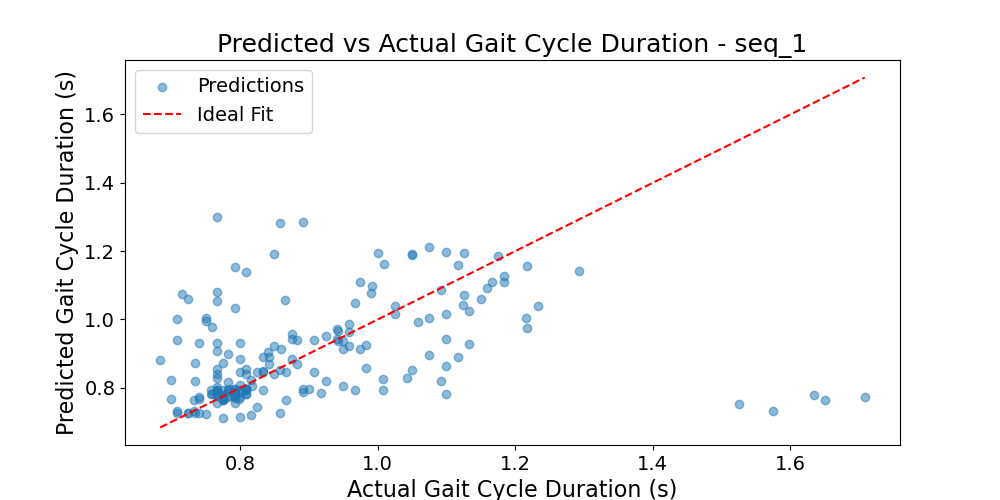 Predicted vs Actual Gait Cycle Duration - seq_1
Predictions
Ideal Fit
Predicted Gait Cycle Duration (s)
1.6
1.4
1.2
1.0
0.8
0.8 1.0 1.2 1.4 1.6
Actual Gait Cycle Duration (s)